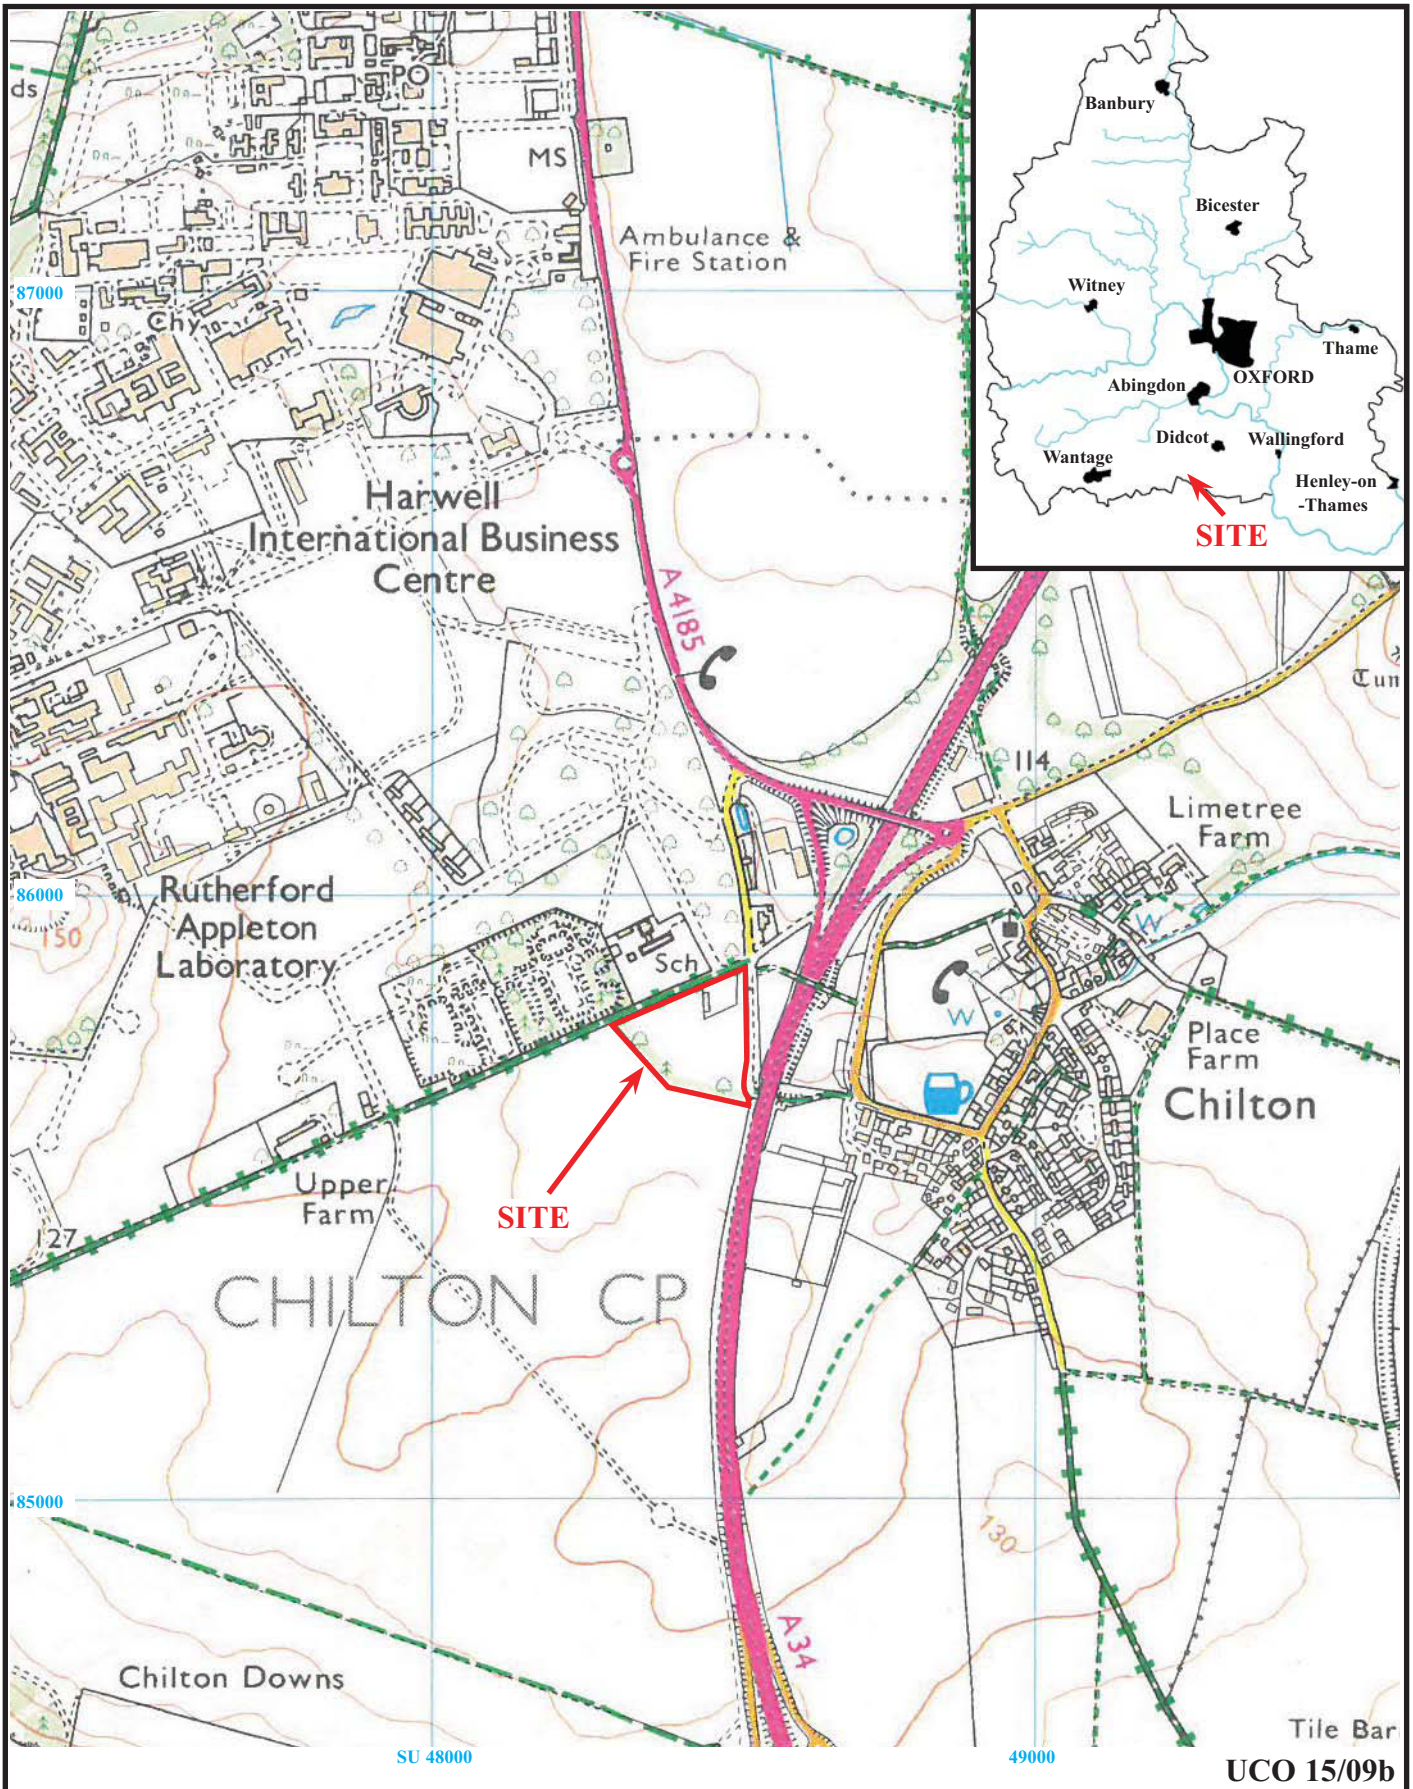 ds
PO
MS
Ambulance &
Fire Station
87000
Chy
Harwell
International Business
Centre
A 4185
Banbury
Bicester
Witney
Thame
OXFORD
Abingdon
Didcot
Wallingford
Wantage
Henley-on
-Thames
SITE
Tum
114
Limetree
Farm
86000
150
Rutherford
Appleton
Laboratory
Sch
W
W
Place
Farm
Chilton
Upper
Farm
SITE
127
CHILTON CP
85000
130
A34
Chilton Downs
Tile Bar
SU 48000
49000
UCO 15/09b